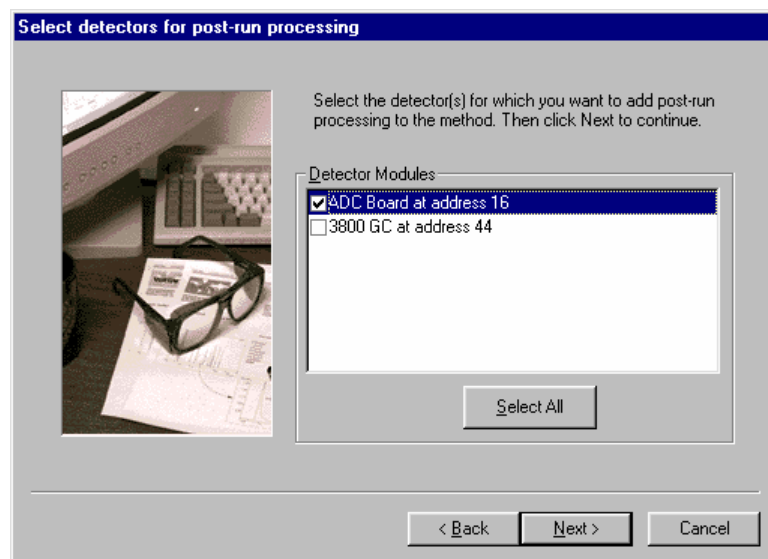 Select detectors for post-run processing
Select the detector(s) for which you want to add post-run
processing to the method. Then click Next to continue.
Detector Modules
ADC Board at address 16
3800 GC at address 44
Select All
< Back
Next >
Cancel